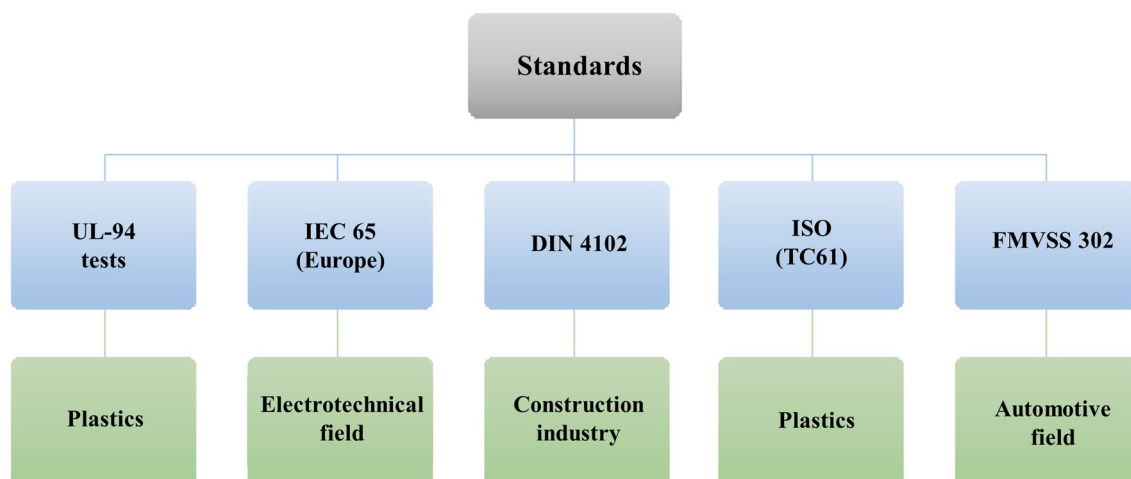 Standards
UL-94
tests
IEC 65
(Europe)
DIN 4102
ISO
(TC61)
FMVSS 302
Plastics
Electrotechnical
field
Construction
industry
Plastics
Automotive
field